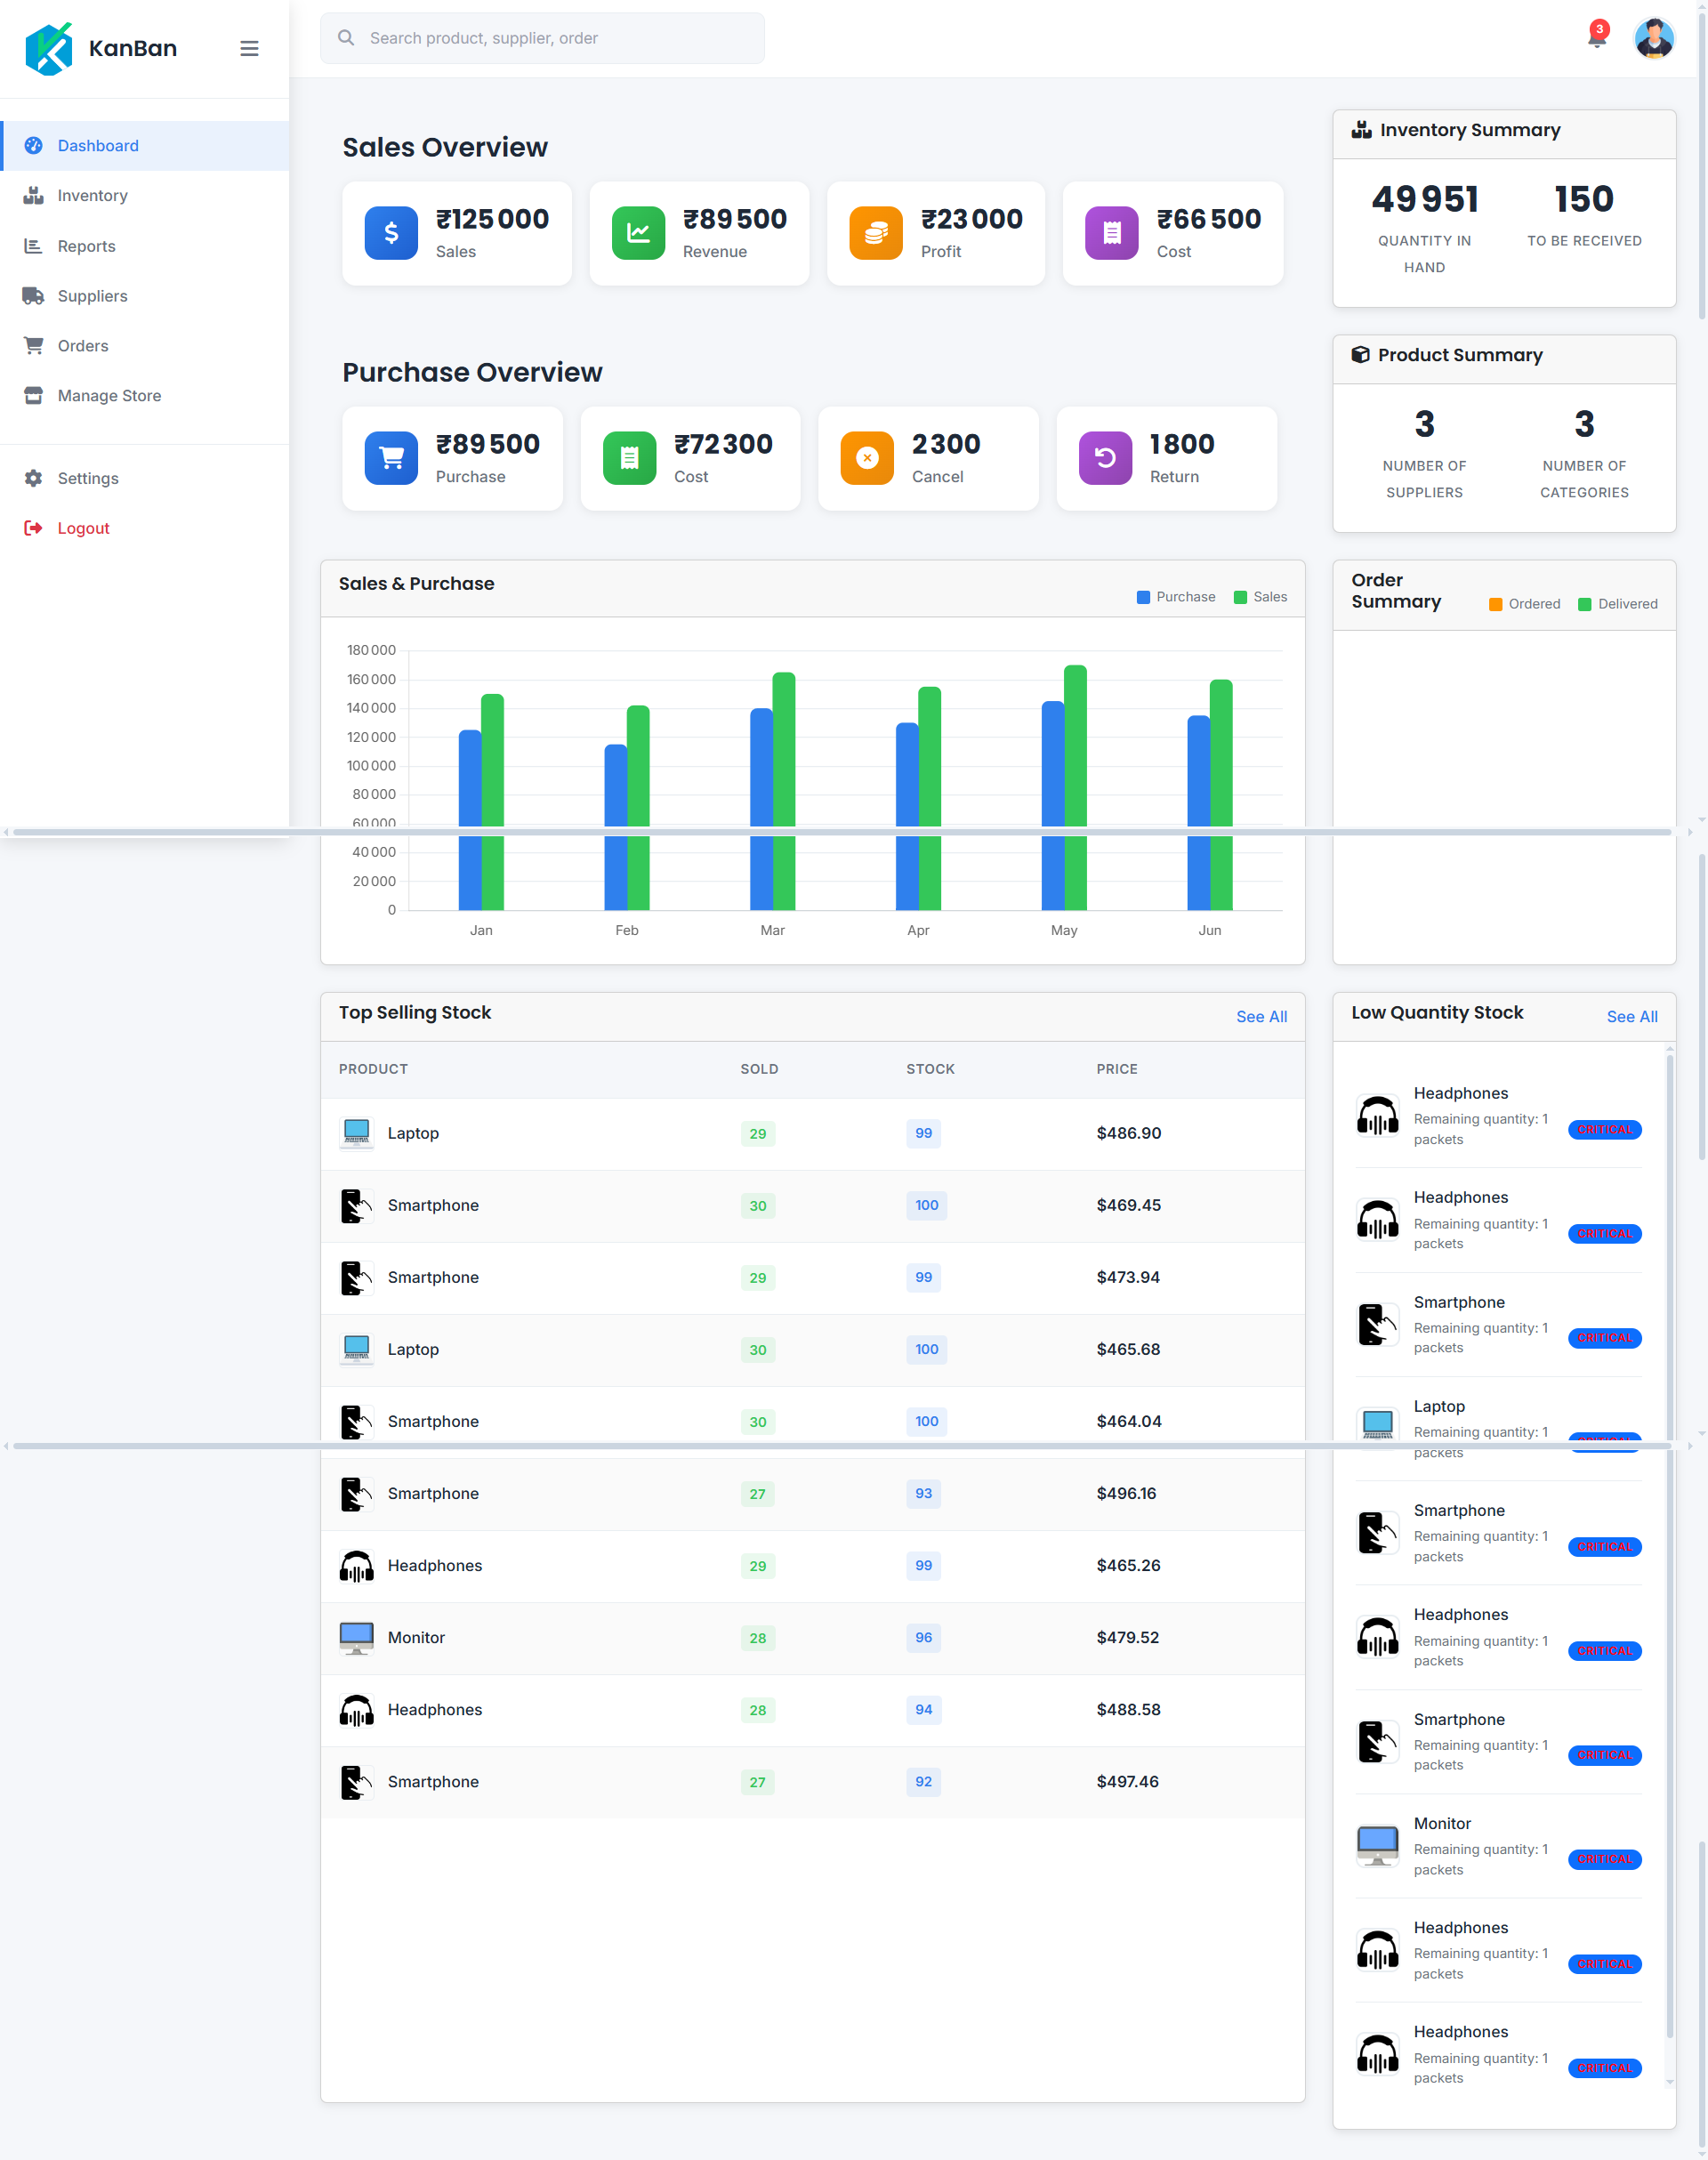 KanBan
Search product, supplier, order
3
Dashboard
Inventory
Reports
Suppliers
Orders
Manage Store
Settings
Logout
Sales Overview
₹125 000
Sales
₹89 500
Revenue
₹23 000
Profit
₹66 500
Cost
Inventory Summary
49 951
QUANTITY IN
HAND
150
TO BE RECEIVED
Purchase Overview
₹89 500
Purchase
₹72 300
Cost
2 300
Cancel
1 800
Return
Product Summary
3
NUMBER OF
SUPPLIERS
3
NUMBER OF
CATEGORIES
Sales & Purchase
Purchase
Sales
180 000
160 000
140 000
120 000
100 000
80 000
60 000
40 000
20 000
0
Jan
Feb
Mar
Apr
May
Jun
Order
Summary
Ordered
Delivered
Top Selling Stock
See All
PRODUCT SOLD STOCK PRICE
Laptop 29 99 $486.90
Smartphone 30 100 $469.45
Smartphone 29 99 $473.94
Laptop 30 100 $465.68
Smartphone 30 100 $464.04
Smartphone 27 93 $496.16
Headphones 29 99 $465.26
Monitor 28 96 $479.52
Headphones 28 94 $488.58
Smartphone 27 92 $497.46
Low Quantity Stock
See All
Headphones
Remaining quantity: 1
packets
CRITICAL
Headphones
Remaining quantity: 1
packets
CRITICAL
Smartphone
Remaining quantity: 1
packets
CRITICAL
Laptop
Remaining quantity: 1
packets
Smartphone
Remaining quantity: 1
packets
CRITICAL
Headphones
Remaining quantity: 1
packets
CRITICAL
Smartphone
Remaining quantity: 1
packets
CRITICAL
Monitor
Remaining quantity: 1
packets
CRITICAL
Headphones
Remaining quantity: 1
packets
CRITICAL
Headphones
Remaining quantity: 1
packets
CRITICAL